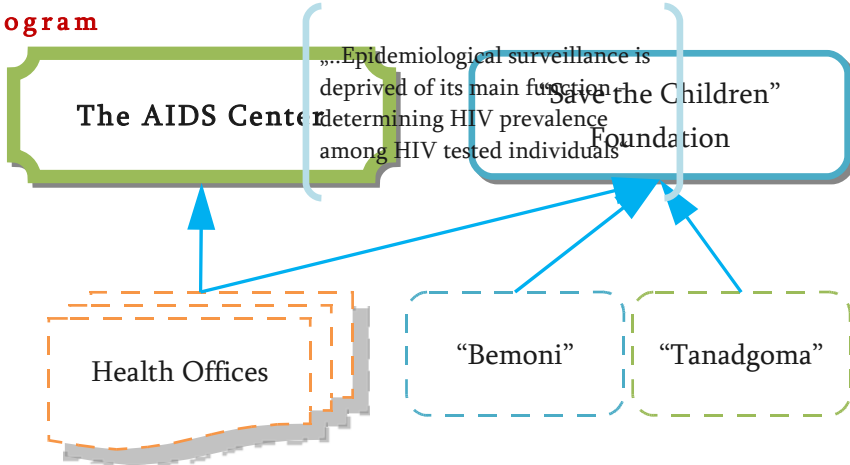 ogram
The AIDS Center
„..Epidemiological surveillance is
deprived of its main function -
determining HIV prevalence
among HIV tested individuals“
“Save the Children”
Foundation
Health Offices
“Bemoni”
“Tanadgoma”